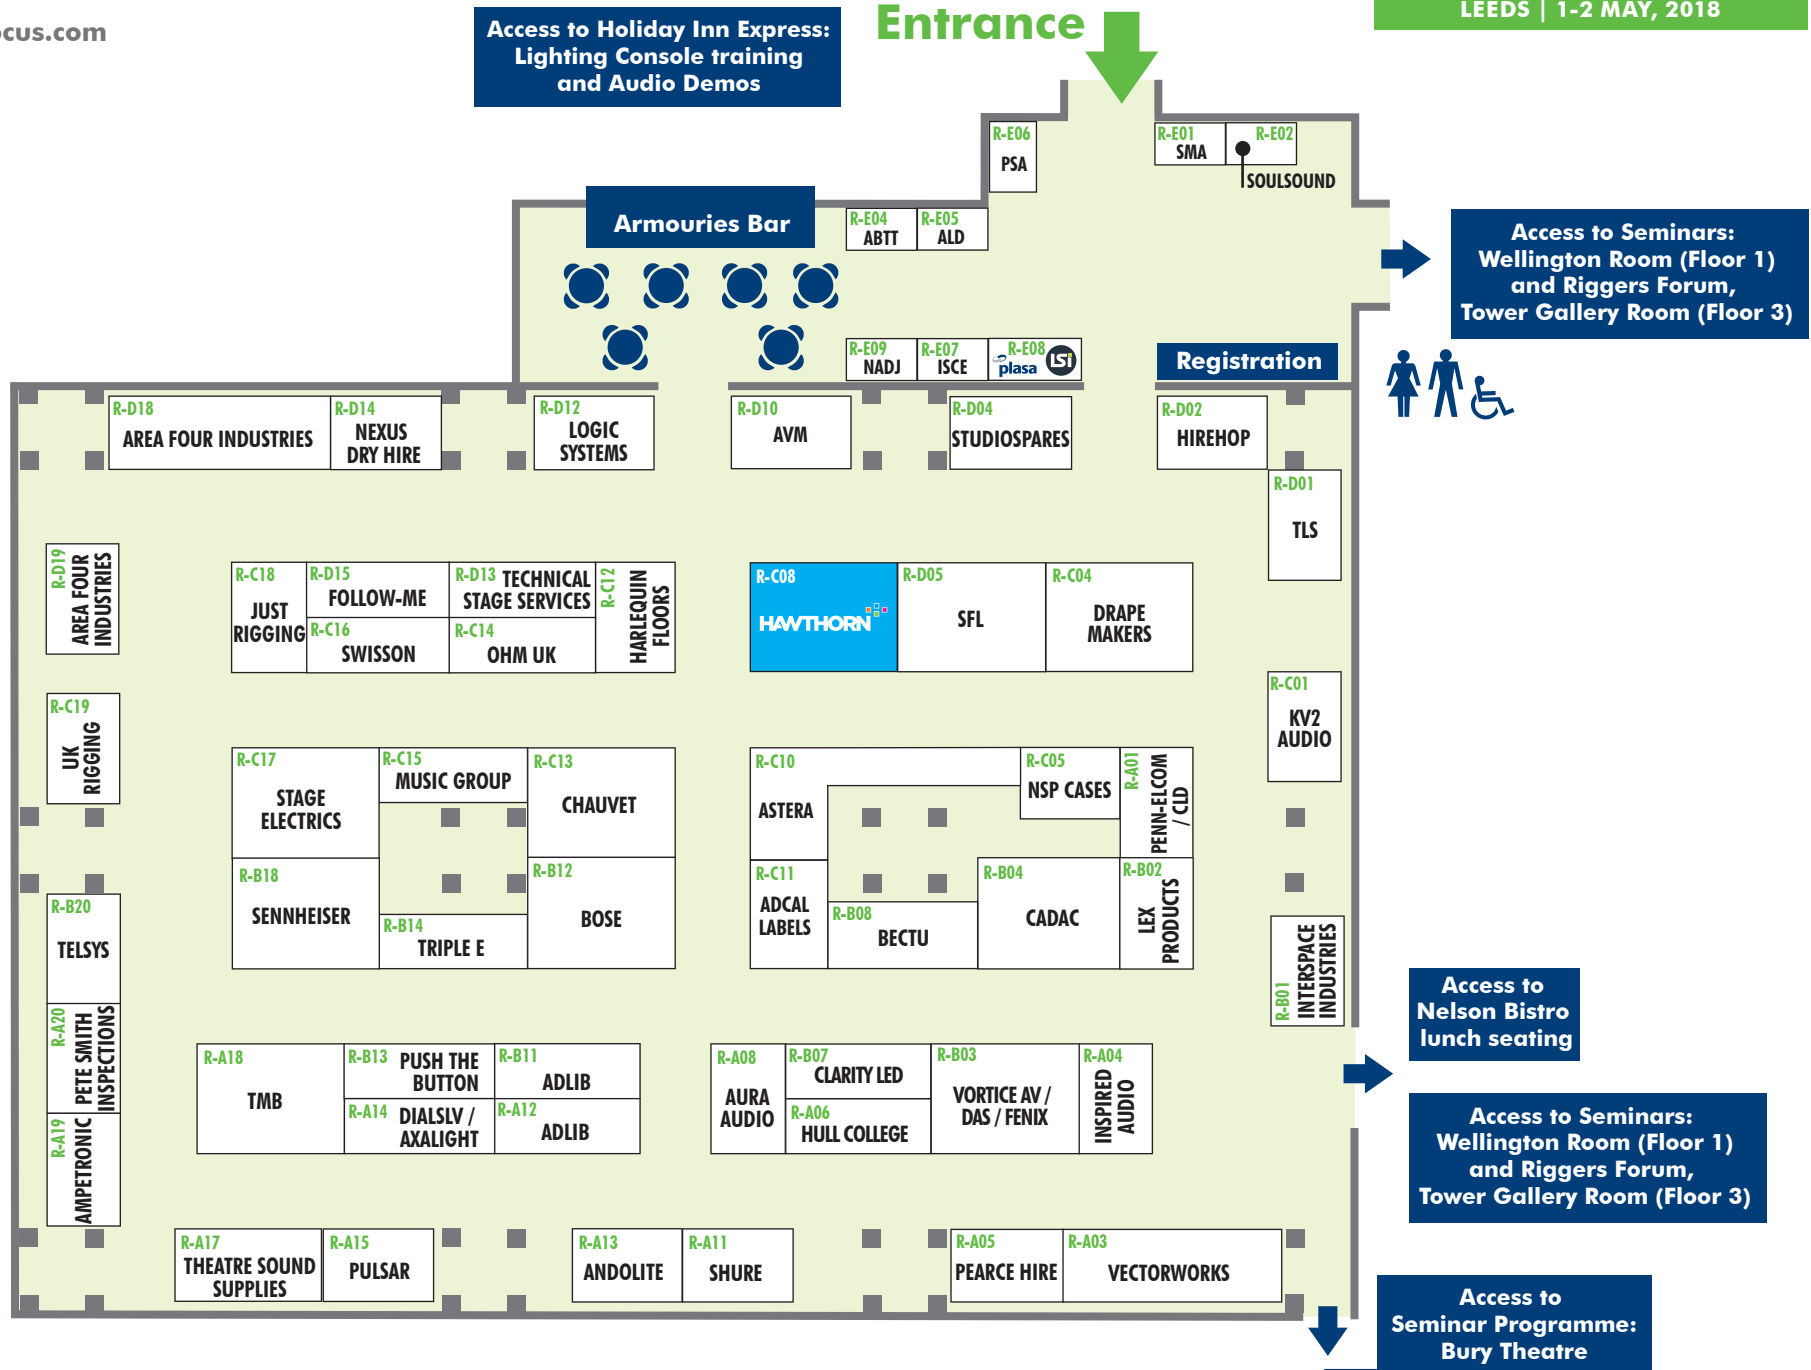 ocus.com
Access to Holiday Inn Express:
Lighting Console training
and Audio Demos
Entrance
LEEDS | 1-2 MAY, 2018
R-E06
PSA
R-E01
SMA
R-E02
SOULSOUND
Armouries Bar
R-E04
ABTT
R-E05
ALD
Access to Seminars:
Wellington Room (Floor 1)
and Riggers Forum,
Tower Gallery Room (Floor 3)
R-E09
NADJ
R-E07
ISCE
R-E08
plasa
LSi
Registration
R-D18
AREA FOUR INDUSTRIES
R-D14
NEXUS
DRY HIRE
R-D12
LOGIC
SYSTEMS
R-D10
AVM
R-D04
STUDIOSPARES
R-D02
HIREHOP
R-D01
TLS
R-D19
AREA FOUR
INDUSTRIES
R-C18
JUST
RIGGING
R-D15
FOLLOW-ME
R-D13 TECHNICAL
STAGE SERVICES
R-C12
HARLEQUIN
FLOORS
R-C16
SWISSON
R-C14
OHM UK
R-C08
HAWTHORN
R-D05
SFL
R-C04
DRAPE
MAKERS
R-C19
UK
RIGGING
R-C01
KV2
AUDIO
R-C17
STAGE
ELECTRICS
R-C15
MUSIC GROUP
R-C13
CHAUVET
R-C10
ASTERA
R-C05
NSP CASES
R-A01
PENN-ELCOM
/ CLD
R-B18
SENNHEISER
R-B14
TRIPLE E
R-B12
BOSE
R-C11
ADCAL
LABELS
R-B08
BECTU
R-B04
CADAC
R-B02
LEX
PRODUCTS
R-B20
TELSYS
R-B01
INTERSPACE
INDUSTRIES
Access to
Nelson Bistro
lunch seating
R-A20
PETE SMITH
INSPECTIONS
R-A18
TMB
R-B13 PUSH THE
BUTTON
R-B11
ADLIB
R-A14 DIALSLV /
AXALIGHT
R-A12
ADLIB
R-A08
AURA
AUDIO
R-B07
CLARITY LED
R-A06
HULL COLLEGE
R-B03
VORTICE AV /
DAS / FENIX
R-A04
INSPIRED
AUDIO
R-A19
AMPETRONIC
Access to Seminars:
Wellington Room (Floor 1)
and Riggers Forum,
Tower Gallery Room (Floor 3)
R-A17
THEATRE SOUND
SUPPLIES
R-A15
PULSAR
R-A13
ANDOLITE
R-A11
SHURE
R-A05
PEARCE HIRE
R-A03
VECTORWORKS
Access to
Seminar Programme:
Bury Theatre